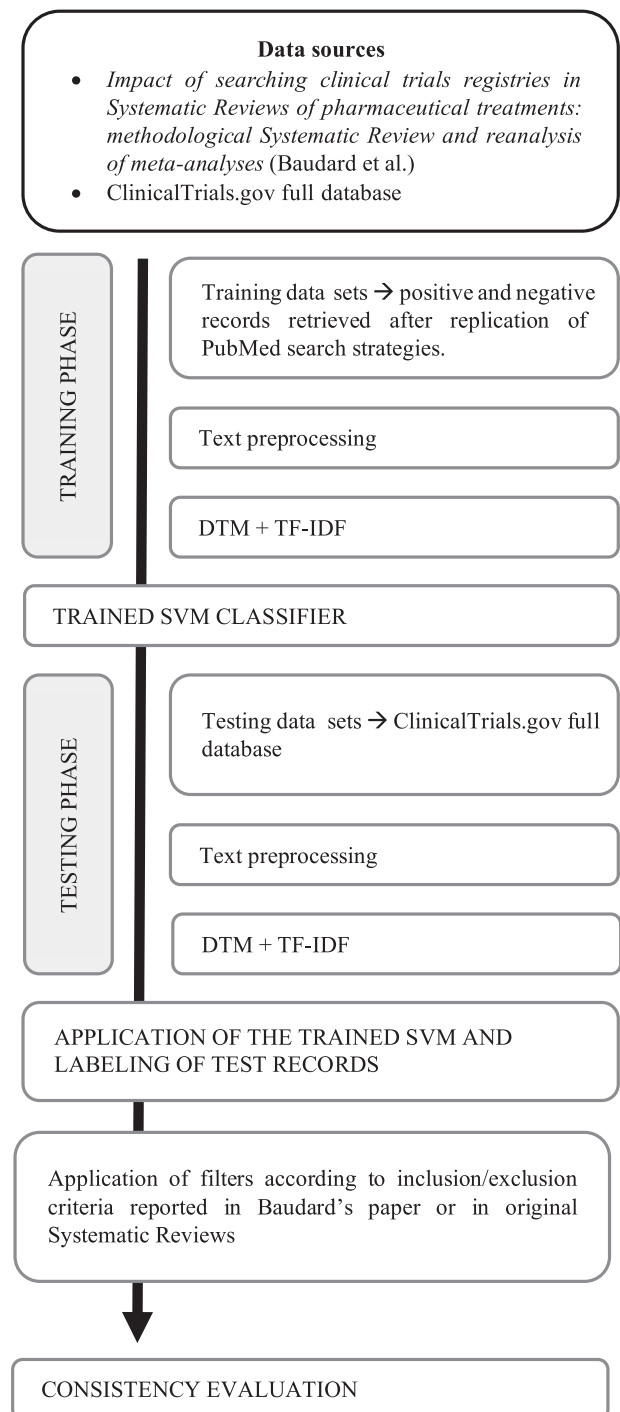 Data sources
• Impact of searching clinical trials registries in
Systematic Reviews of pharmaceutical treatments:
methodological Systematic Review and reanalysis
of meta-analyses (Baudard et al.)
• ClinicalTrials.gov full database
TRAINING PHASE
Training data sets → positive and negative
records retrieved after replication of
PubMed search strategies.
Text preprocessing
DTM + TF-IDF
TRAINED SVM CLASSIFIER
TESTING PHASE
Testing data sets → ClinicalTrials.gov full
database
Text preprocessing
DTM + TF-IDF
APPLICATION OF THE TRAINED SVM AND
LABELING OF TEST RECORDS
Application of filters according to inclusion/exclusion
criteria reported in Baudard’s paper or in original
Systematic Reviews
CONSISTENCY EVALUATION